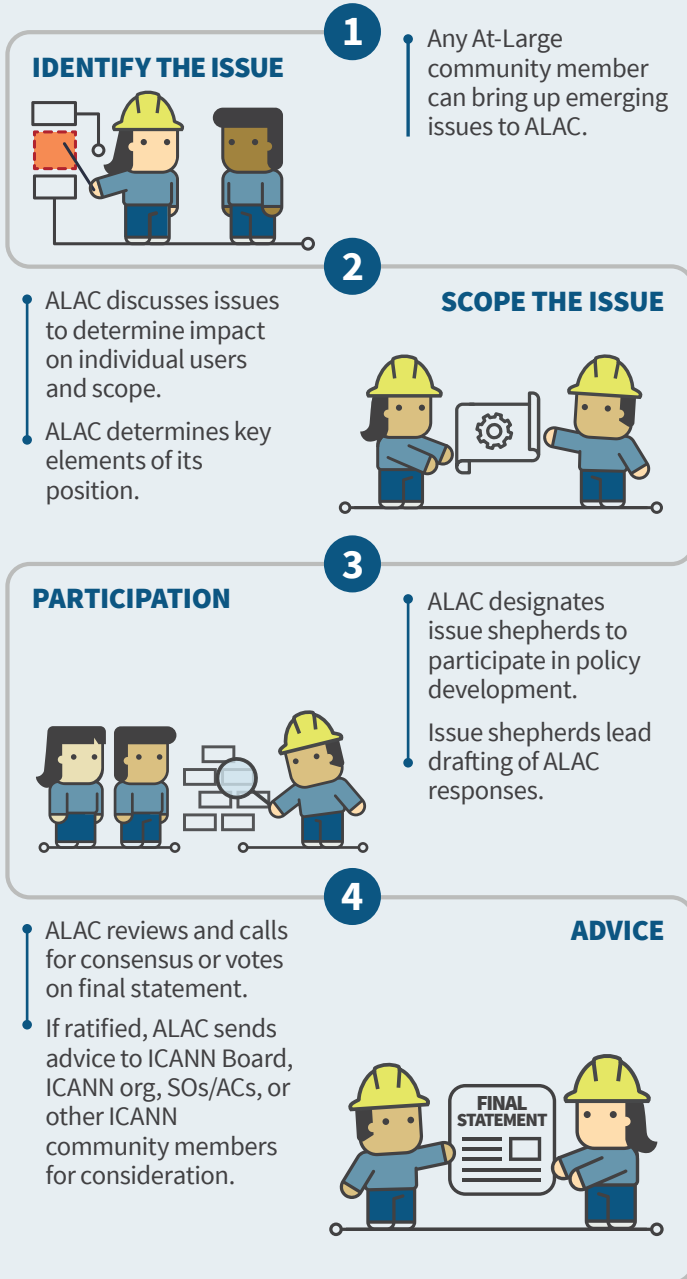 1
IDENTIFY THE ISSUE
Any At-Large
community member
can bring up emerging
issues to ALAC.
2
SCOPE THE ISSUE
ALAC discusses issues
to determine impact
on individual users
and scope.
ALAC determines key
elements of its
position.
3
PARTICIPATION
ALAC designates
issue shepherds to
participate in policy
development.
Issue shepherds lead
drafting of ALAC
responses.
4
ADVICE
ALAC reviews and calls
for consensus or votes
on final statement.
If ratified, ALAC sends
advice to ICANN Board,
ICANN org, SOs/ACs, or
other ICANN
community members
for consideration.
FINAL
STATEMENT